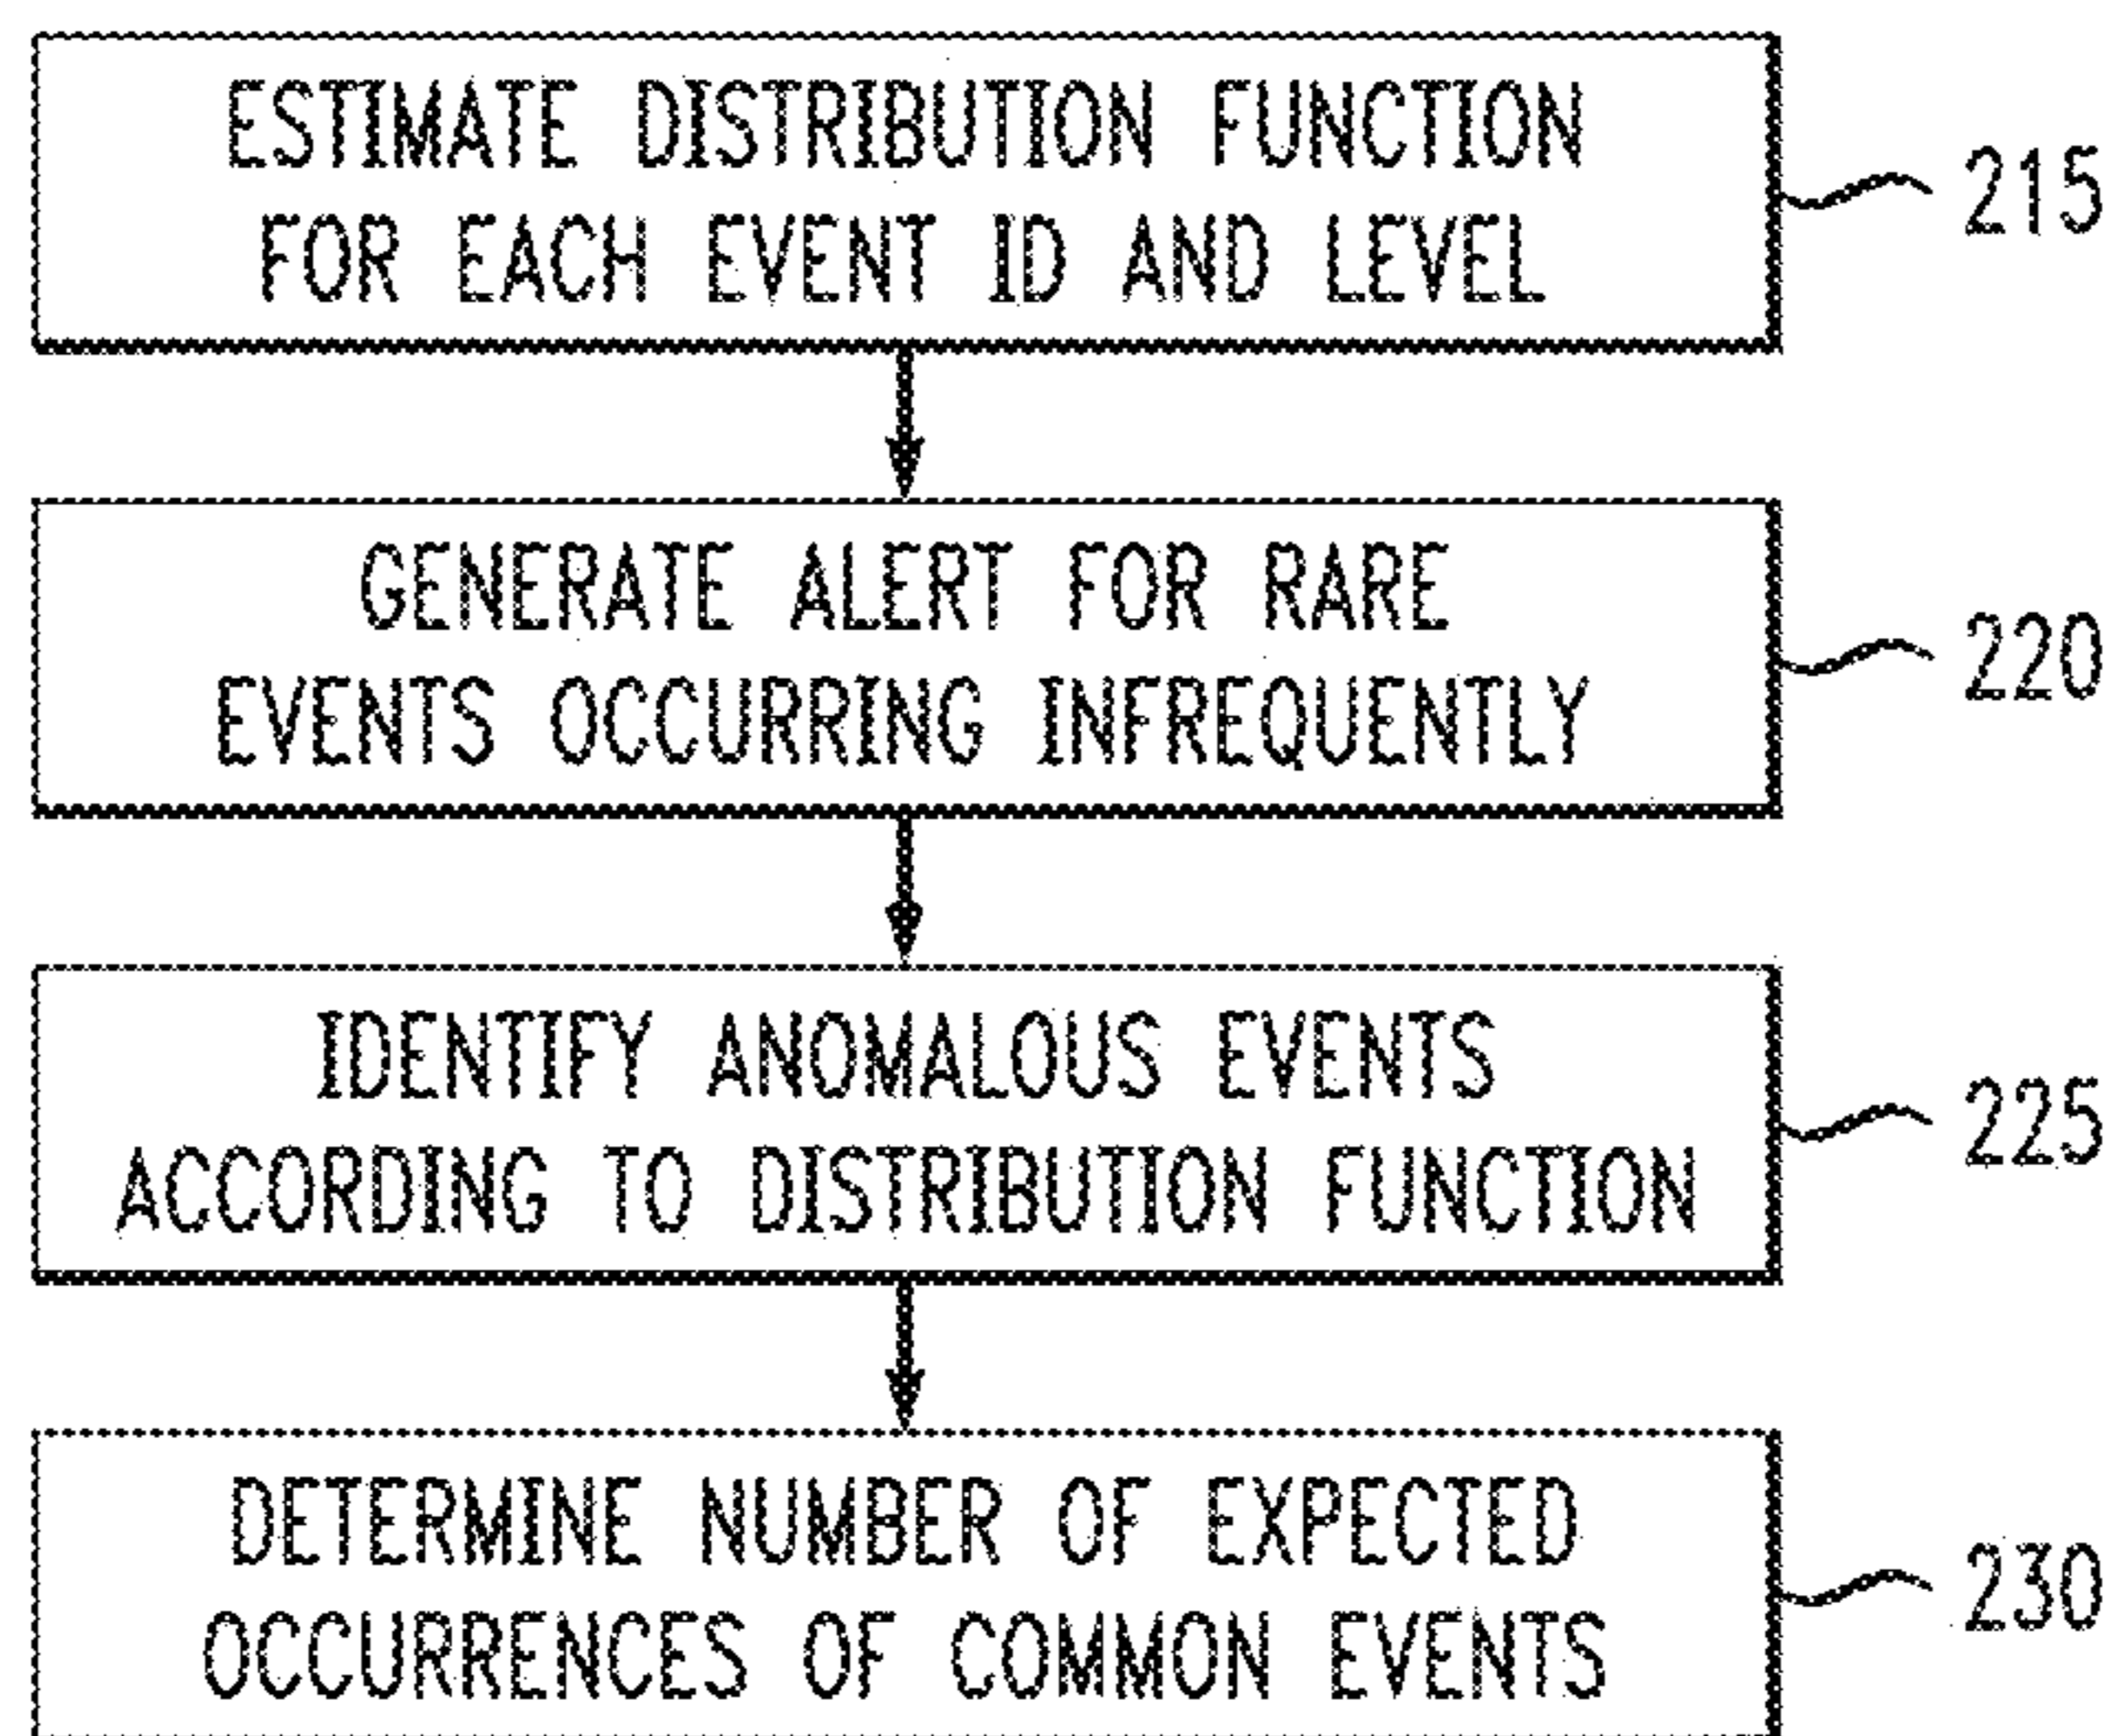 ESTIMATE DISTRIBUTION FUNCTION
FOR EACH EVENT ID AND LEVEL
215
GENERATE ALERT FOR RARE
EVENTS OCCURRING INFREQUENTLY
220
IDENTIFY ANOMALOUS EVENTS
ACCORDING TO DISTRIBUTION FUNCTION
225
DETERMINE NUMBER OF EXPECTED
OCCURRENCES OF COMMON EVENTS
230